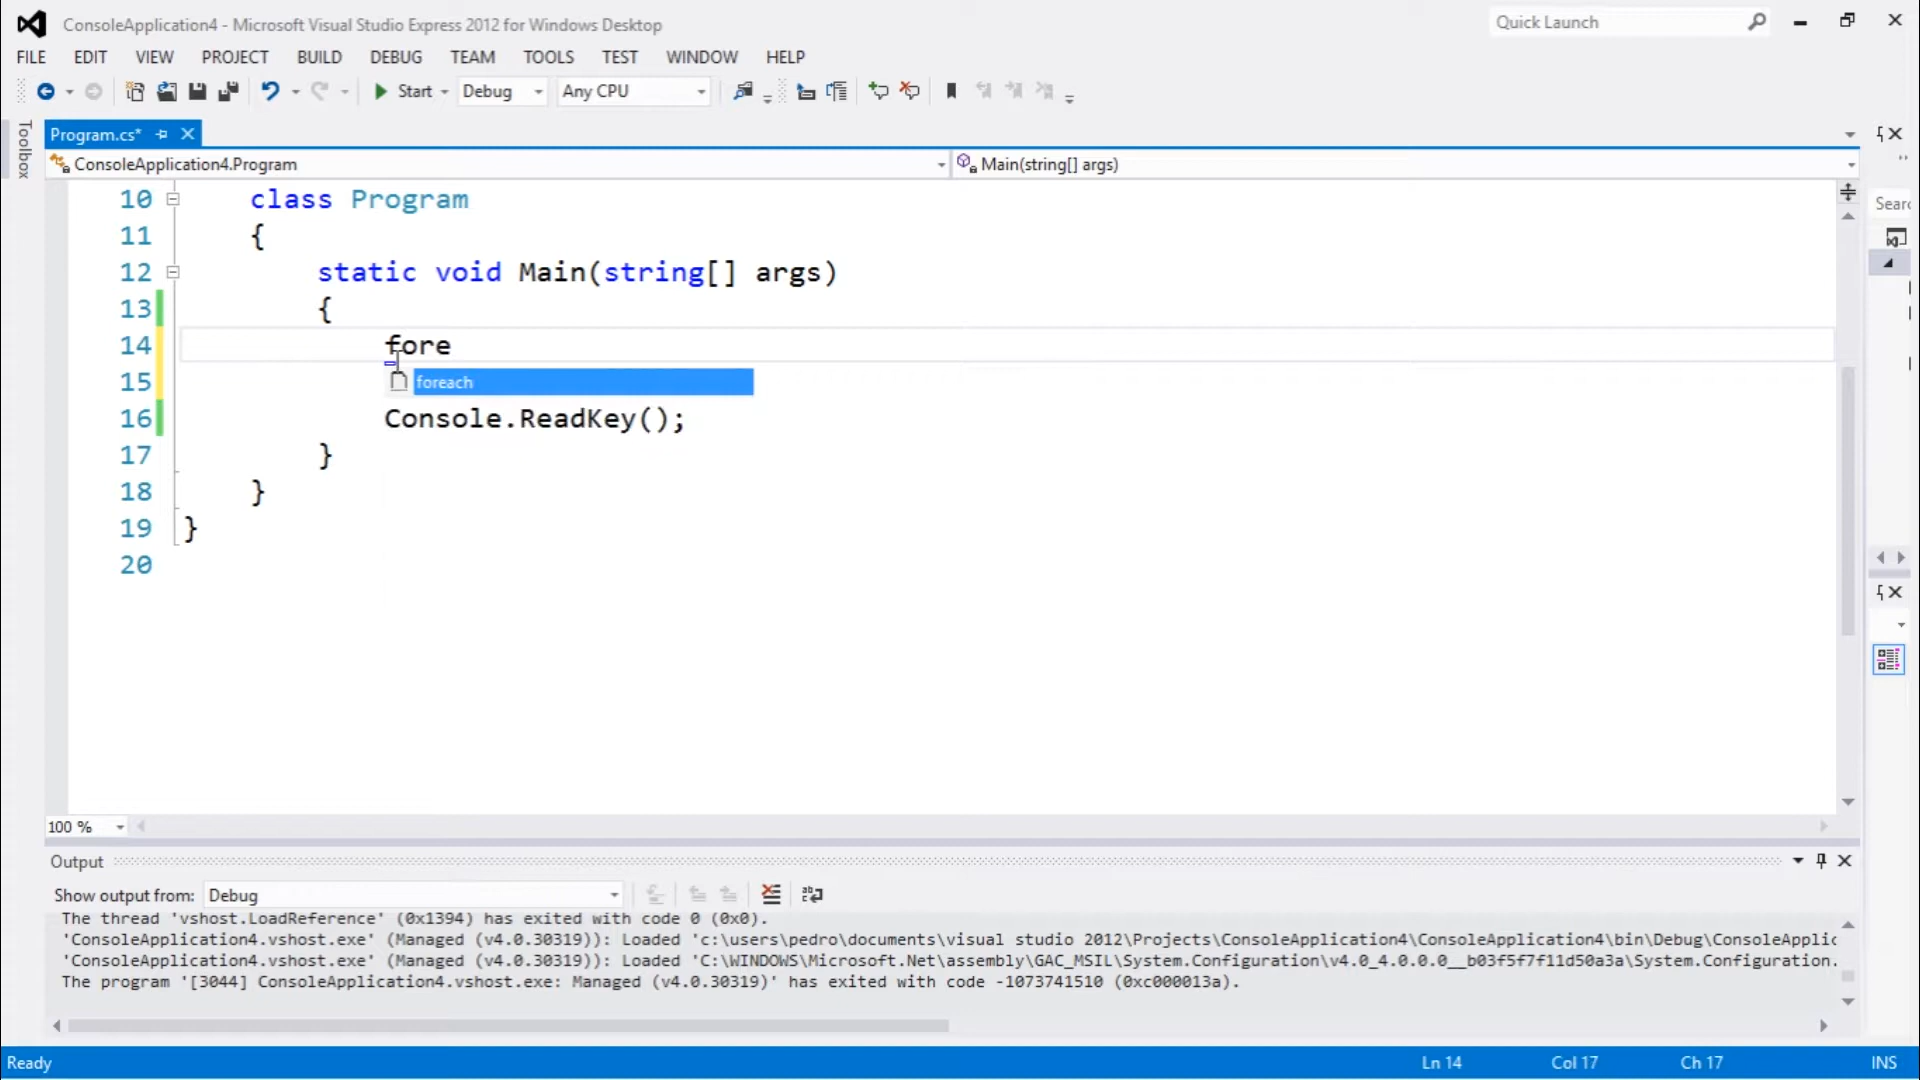 ConsoleApplication4 - Microsoft Visual Studio Express 2012 for Windows Desktop
Quick Launch
FILE EDIT VIEW PROJECT BUILD DEBUG TEAM TOOLS TEST WINDOW HELP
Start Debug Any CPU
Toolbox
Program.cs*
ConsoleApplication4.Program
Main(string[] args)
10 class Program
11 {
12 static void Main(string[] args)
13 {
14 fore
15 foreach
16 Console.ReadKey();
17 }
18 }
19 }
20
Sear
100 %
Output
Show output from: Debug
The thread 'vshost.LoadReference' (0x1394) has exited with code 0 (0x0).
'ConsoleApplication4.vshost.exe' (Managed (v4.0.30319)): Loaded 'c:\users\pedro\documents\visual studio 2012\Projects\ConsoleApplication4\ConsoleApplication4\bin\Debug\ConsoleApplic
'ConsoleApplication4.vshost.exe' (Managed (v4.0.30319)): Loaded 'C:\WINDOWS\Microsoft.Net\assembly\GAC_MSIL\System.Configuration\v4.0_4.0.0.0__b03f5f7f11d50a3a\System.Configuration.
The program '[3044] ConsoleApplication4.vshost.exe: Managed (v4.0.30319)' has exited with code -1073741510 (0xc000013a).
Ready
Ln 14 Col 17 Ch 17 INS